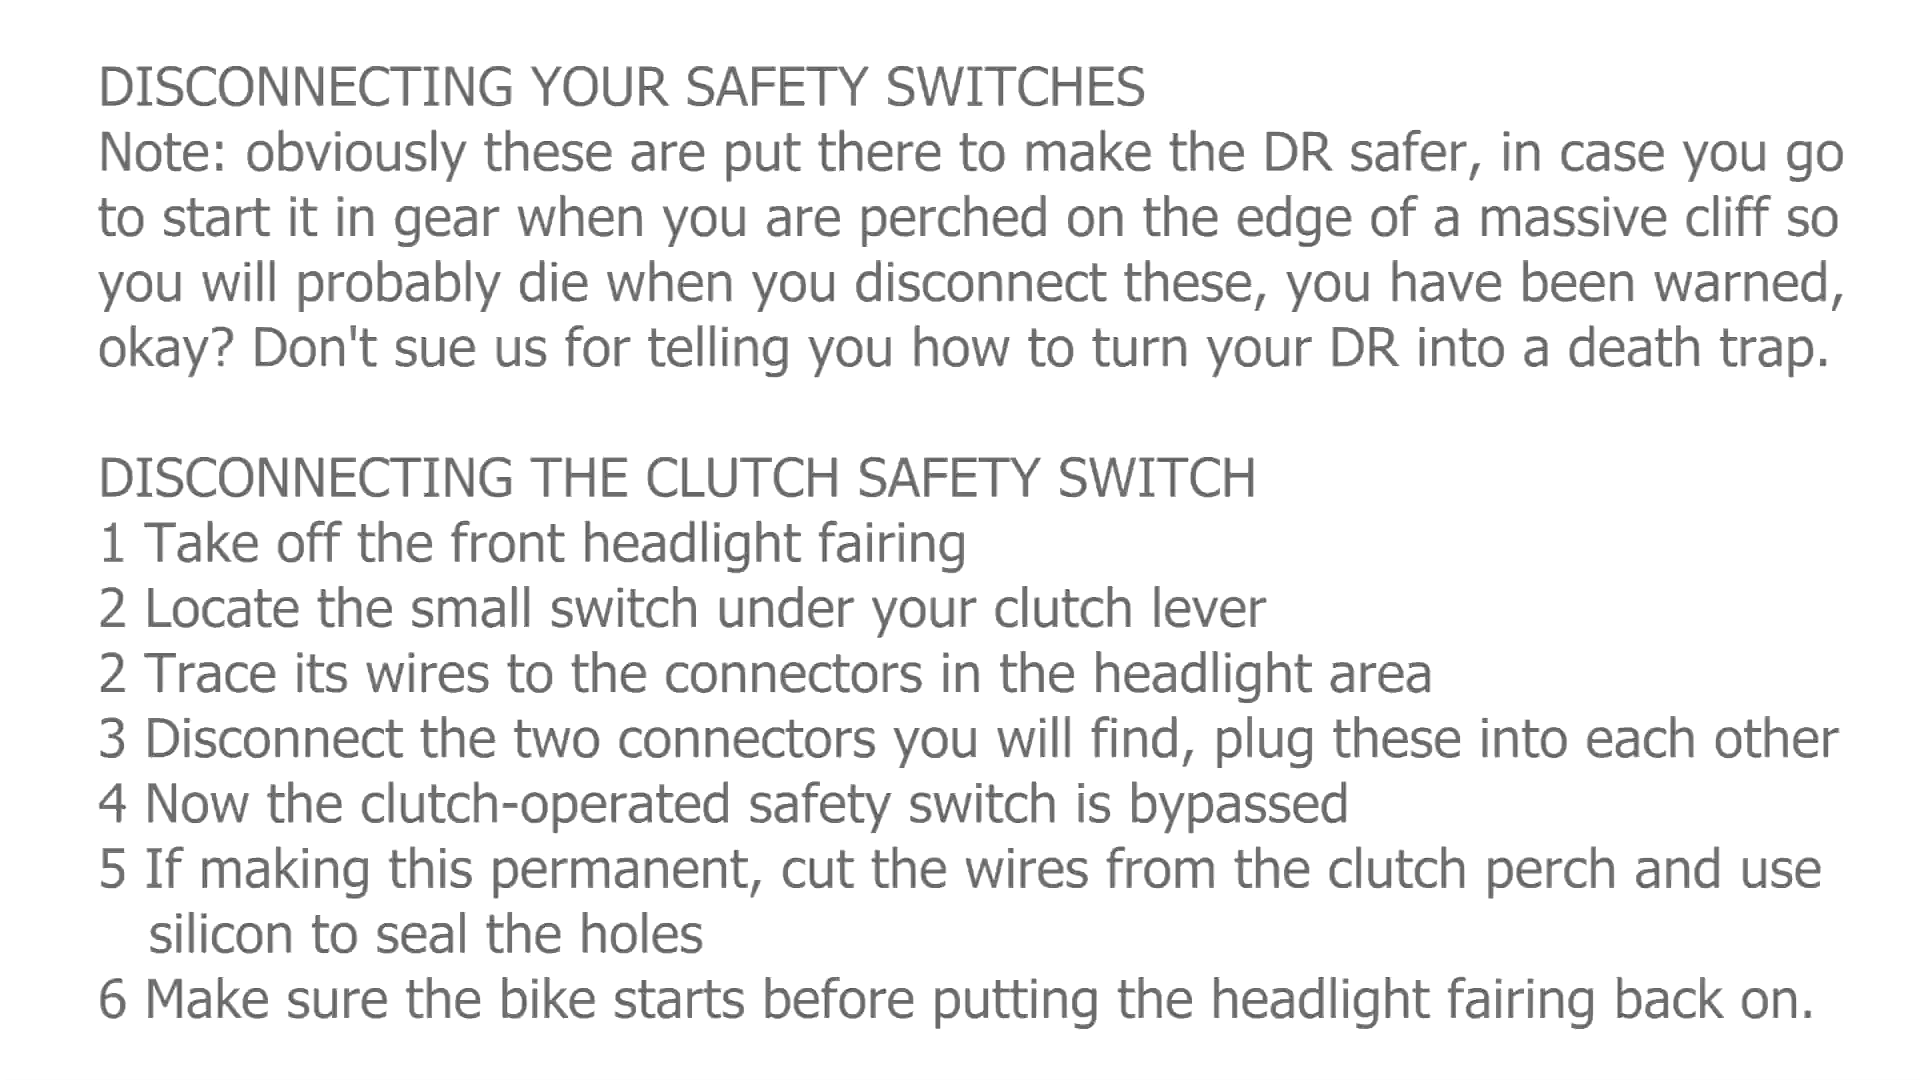 DISCONNECTING YOUR SAFETY SWITCHES
Note: obviously these are put there to make the DR safer, in case you go
to start it in gear when you are perched on the edge of a massive cliff so
you will probably die when you disconnect these, you have been warned,
okay? Don't sue us for telling you how to turn your DR into a death trap.
DISCONNECTING THE CLUTCH SAFETY SWITCH
1 Take off the front headlight fairing
2 Locate the small switch under your clutch lever
2 Trace its wires to the connectors in the headlight area
3 Disconnect the two connectors you will find, plug these into each other
4 Now the clutch-operated safety switch is bypassed
5 If making this permanent, cut the wires from the clutch perch and use
silicon to seal the holes
6 Make sure the bike starts before putting the headlight fairing back on.